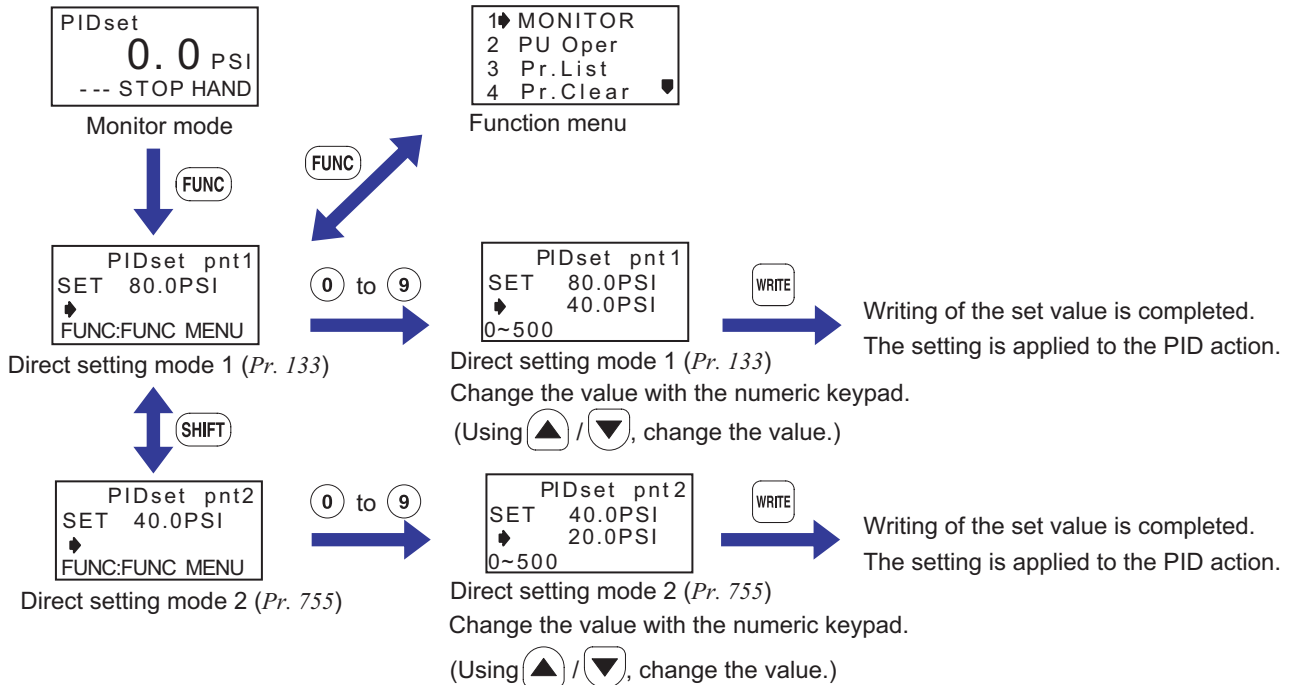 PIDset
0.0 PSI
--- STOP HAND
Monitor mode
1 MONITOR
2 PU Oper
3 Pr.List
4 Pr.Clear
Function menu
FUNC
FUNC
PIDset pnt1
SET 80.0PSI
FUNC:FUNC MENU
Direct setting mode 1 (Pr. 133)
0 to 9
PIDset pnt1
SET 80.0PSI
40.0PSI
0~500
Direct setting mode 1 (Pr. 133)
Change the value with the numeric keypad.
(Using ▲ / ▼, change the value.)
WRITE
Writing of the set value is completed.
The setting is applied to the PID action.
SHIFT
PIDset pnt2
SET 40.0PSI
FUNC:FUNC MENU
Direct setting mode 2 (Pr. 755)
0 to 9
PIDset pnt2
SET 40.0PSI
20.0PSI
0~500
Direct setting mode 2 (Pr. 755)
Change the value with the numeric keypad.
(Using ▲ / ▼, change the value.)
WRITE
Writing of the set value is completed.
The setting is applied to the PID action.